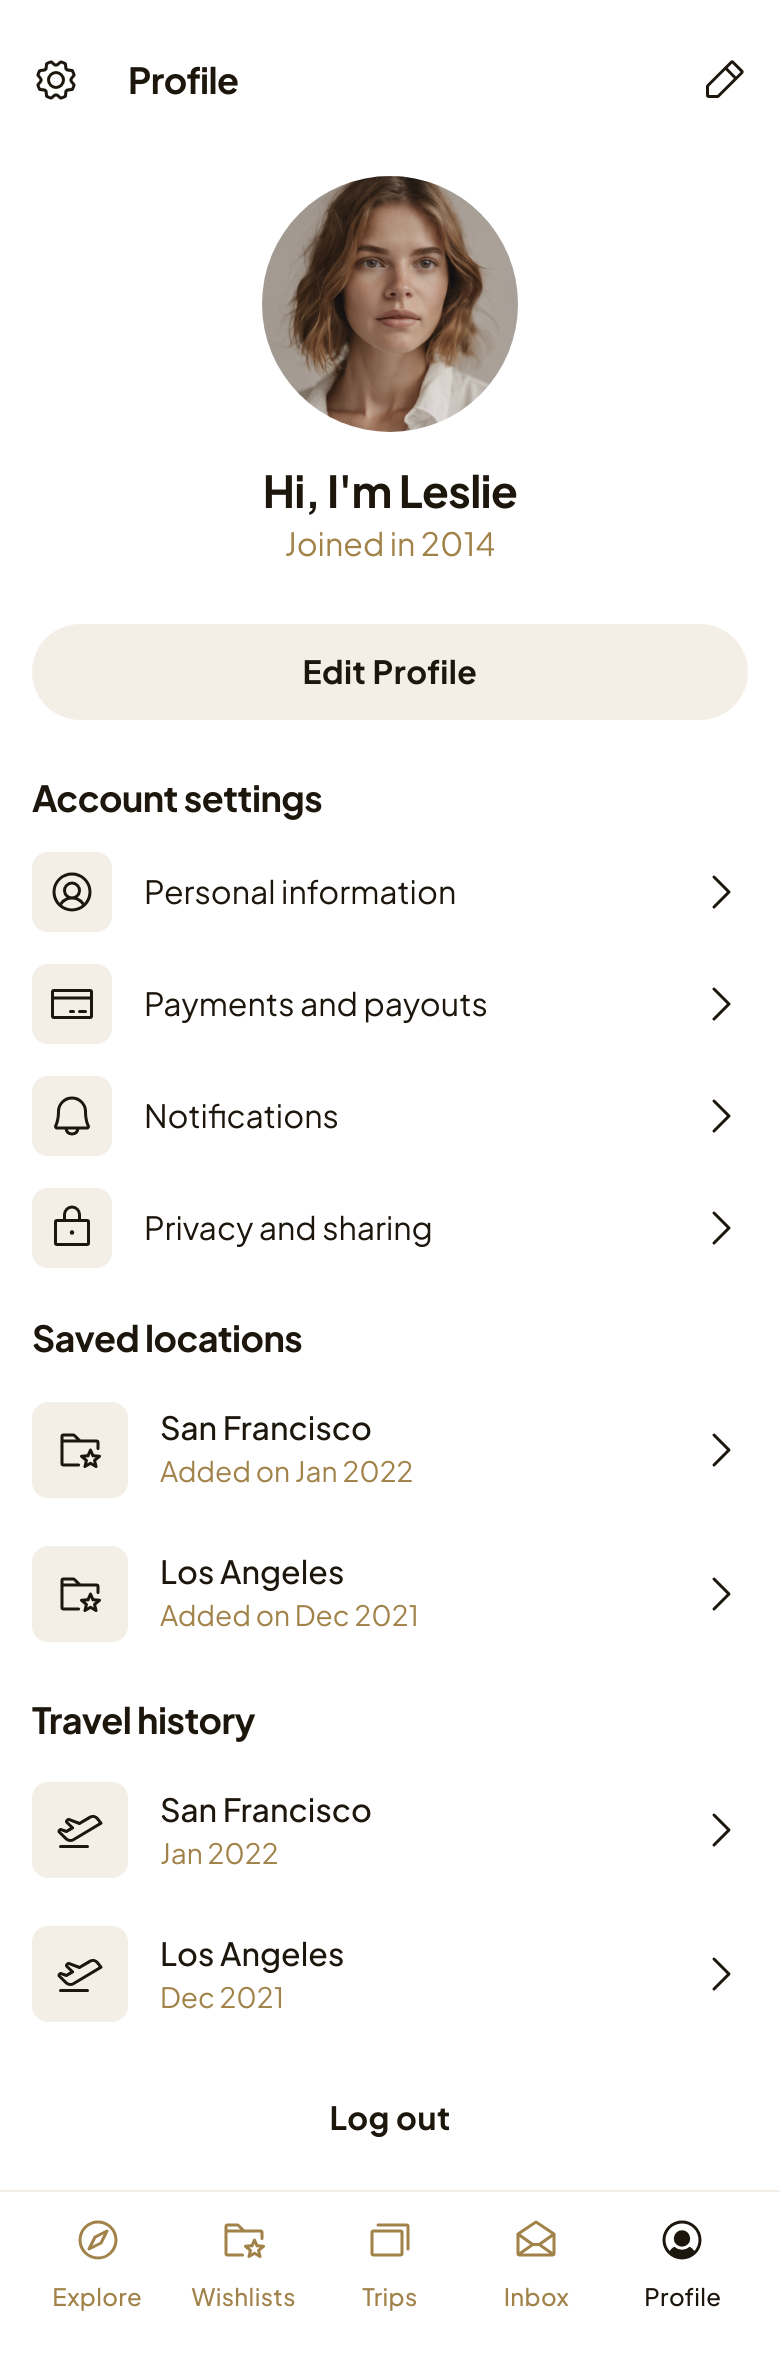 Profile
Hi, I'm Leslie
Joined in 2014
Edit Profile
Account settings
Personal information
Payments and payouts
Notifications
Privacy and sharing
Saved locations
San Francisco
Added on Jan 2022
Los Angeles
Added on Dec 2021
Travel history
San Francisco
Jan 2022
Los Angeles
Dec 2021
Log out
Explore
Wishlists
Trips
Inbox
Profile